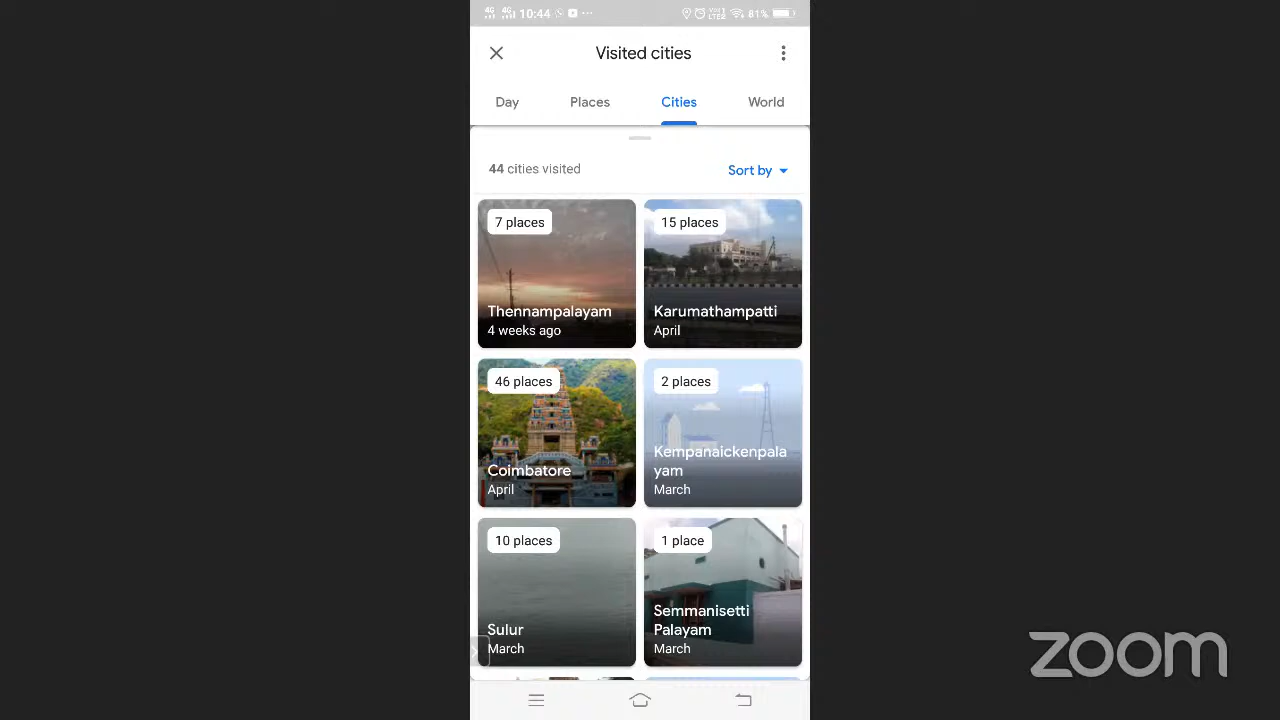 4G 4G 10:44 81%
Visited cities
Day Places Cities World
44 cities visited
Sort by
7 places
Thennampalayam
4 weeks ago
15 places
Karumathampatti
April
46 places
Coimbatore
April
2 places
Kempanaickenpala
yam
March
10 places
Sulur
March
1 place
Semmanisetti
Palayam
March
zoom